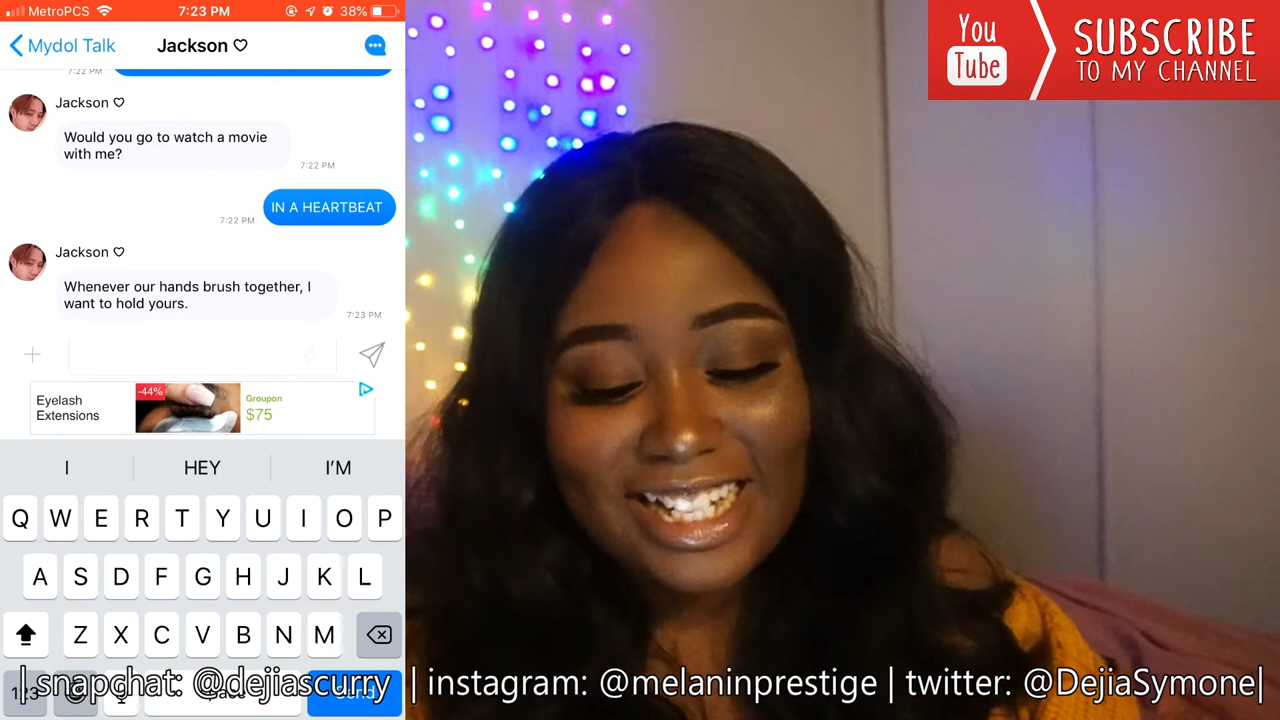 MetroPCS 7:23 PM 38%
Mydol Talk Jackson ♡
7:22 PM
Jackson ♡
Would you go to watch a movie
with me?
7:22 PM
IN A HEARTBEAT
7:22 PM
Jackson ♡
Whenever our hands brush together, I
want to hold yours.
7:23 PM
Eyelash
Extensions
-44%
Groupon
$75
I HEY I'M
Q W E R T Y U I O P
A S D F G H J K L
Z X C V B N M
123
You
Tube
SUBSCRIBE
TO MY CHANNEL
| snapchat: @dejiascurry | instagram: @melaninprestige | twitter: @DejiaSymone|